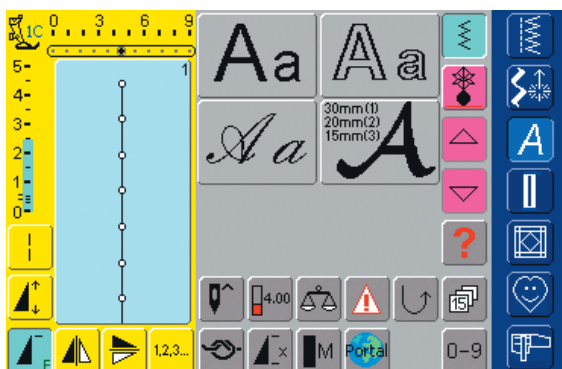 1C
0 3 6 9
5
4
3
2
1
0
1
Aa
Aa
Aa
30mm (1)
20mm (2)
15mm (3)
A
A
?
4.00
15
F
1,2,3...
x
M
Portal
0-9